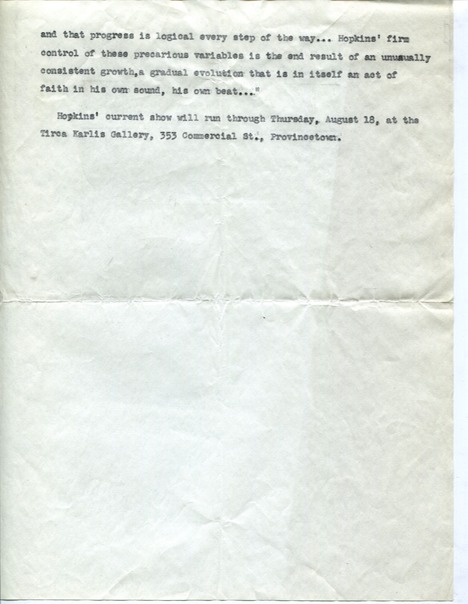 and that progress is logical every step of the way... Hopkins' firm
control of these precarious variables is the end result of an unusually
consistent growth,a gradual evolution that is in itself an act of
faith in his own sound, his own beat..."
Hopkins' current show will run through Thursday, August 18, at the
Tirca Karlis Gallery, 353 Commercial St., Provincetown.